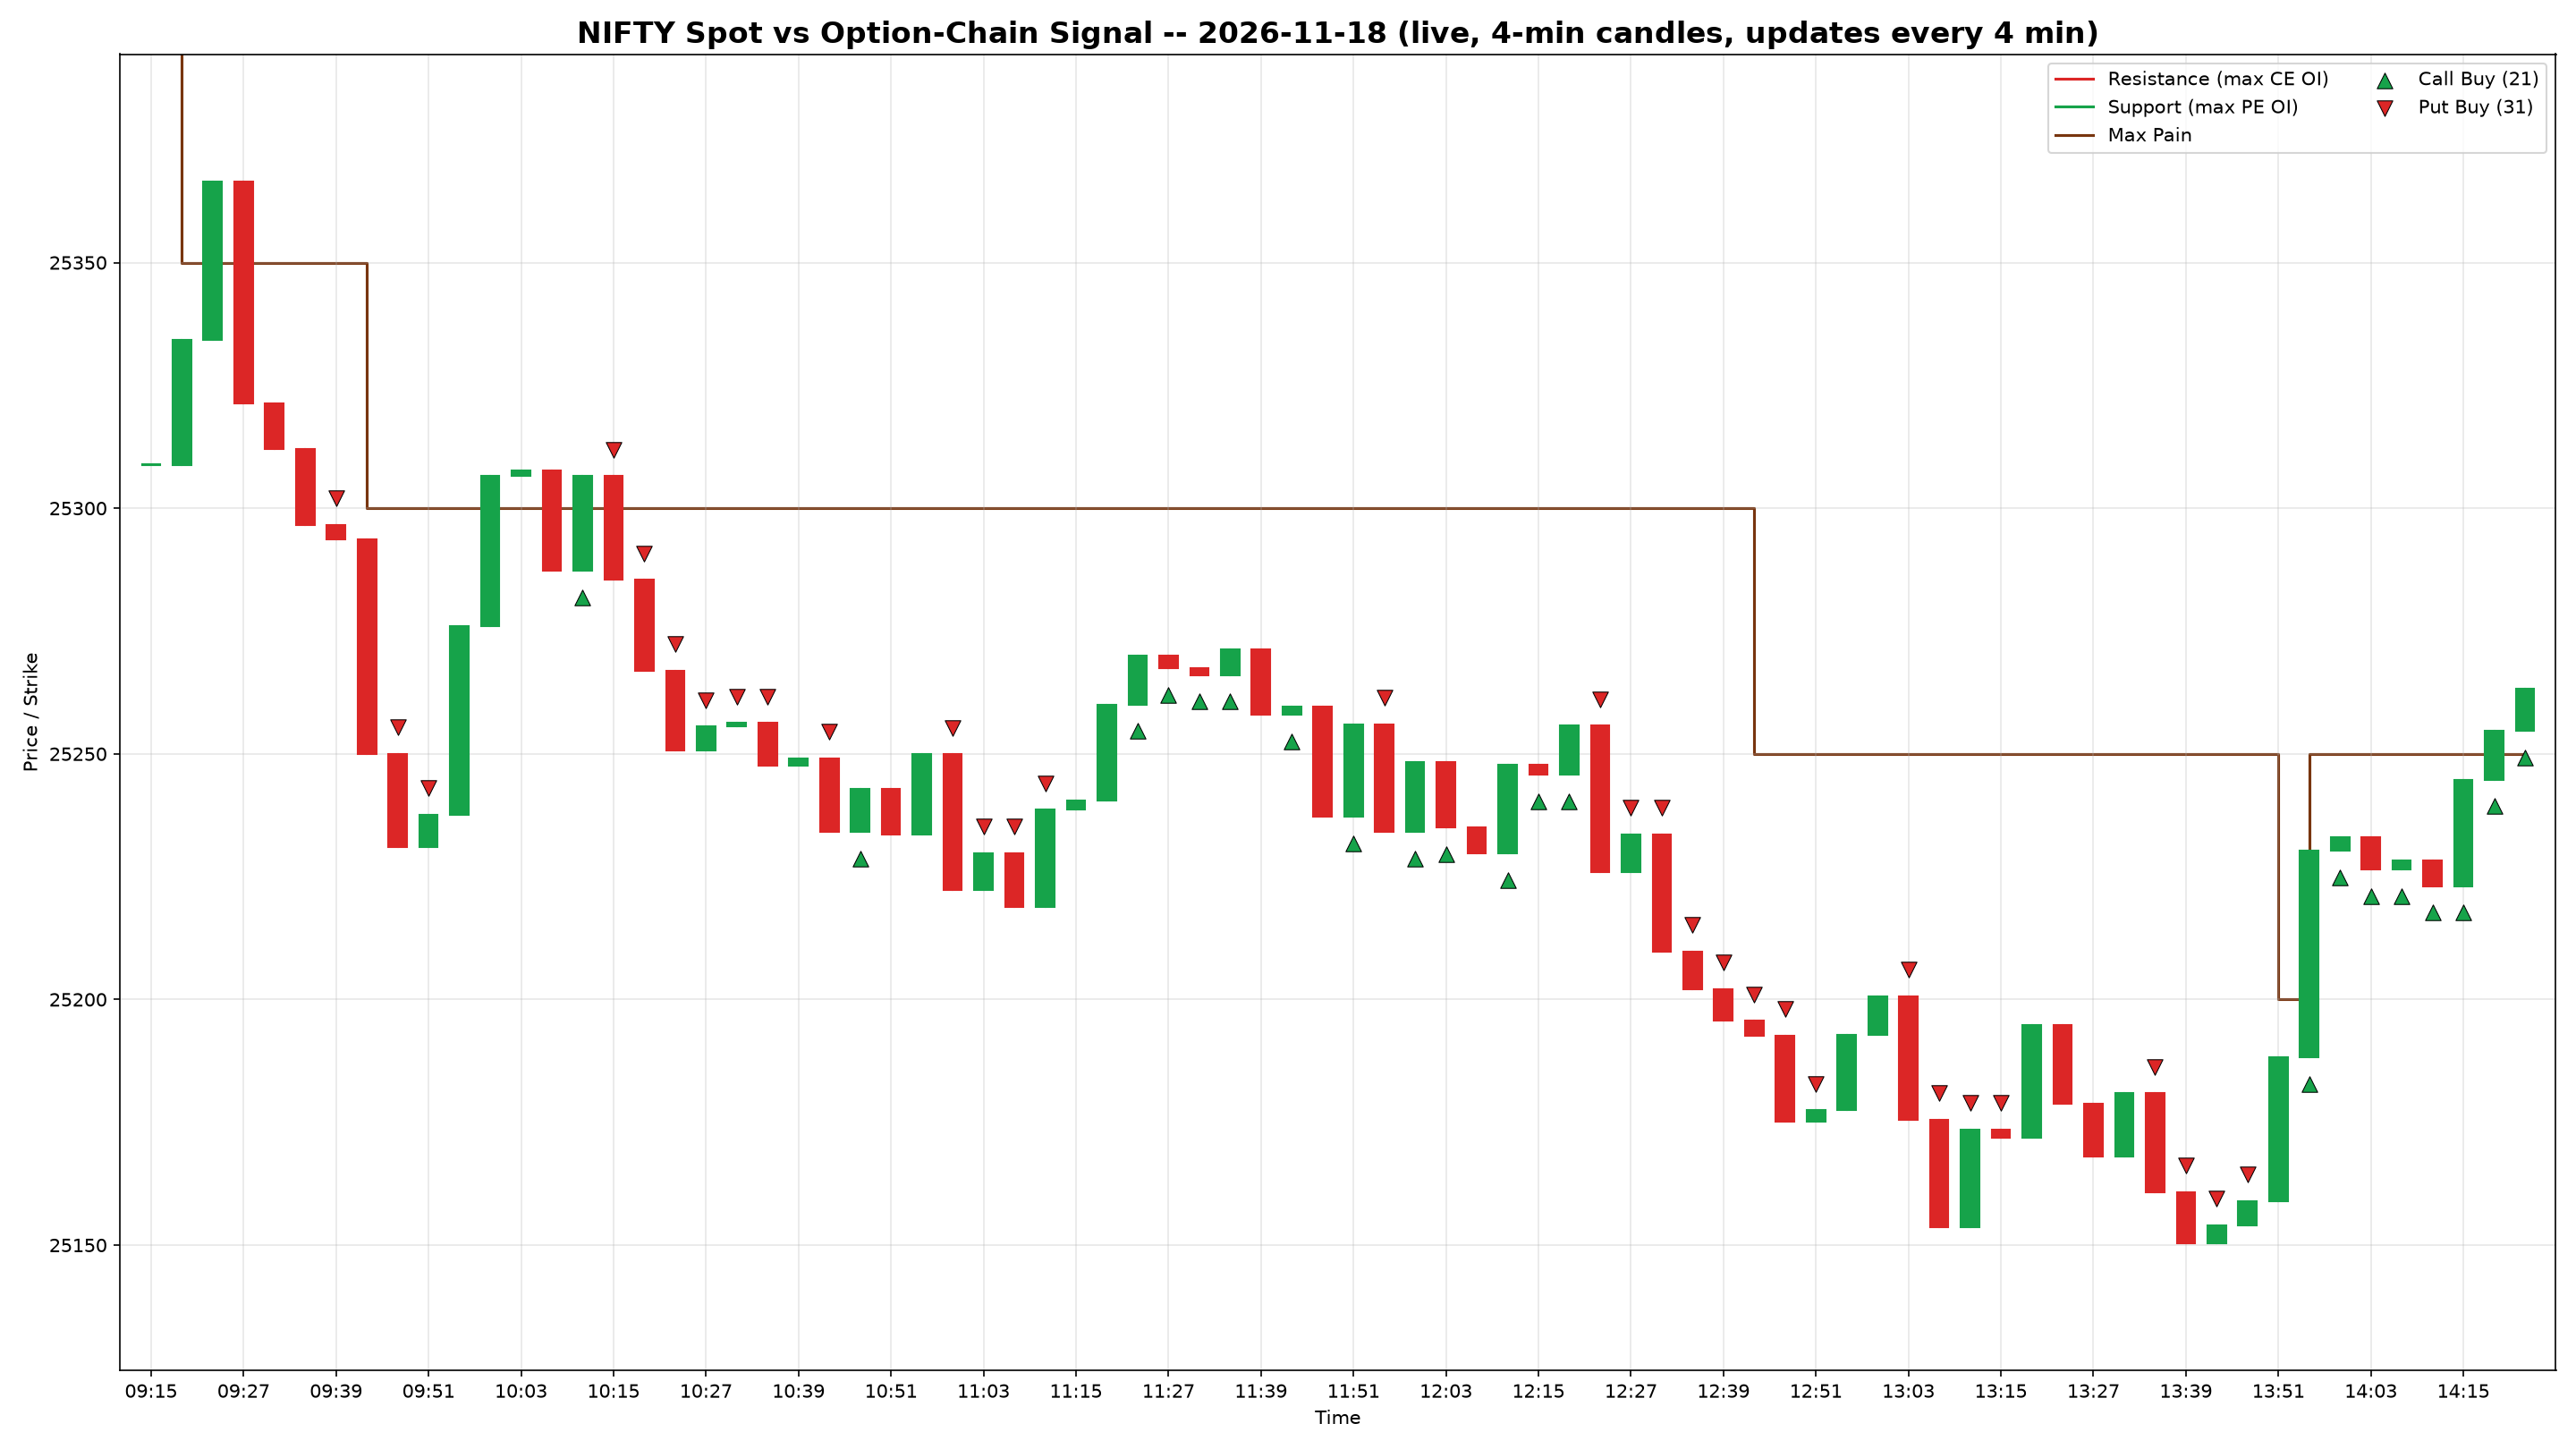 NIFTY Spot vs Option-Chain Signal -- 2026-11-18 (live, 4-min candles, updates every 4 min)
Resistance (max CE OI)
Support (max PE OI)
Max Pain
Call Buy (21)
Put Buy (31)
Price / Strike
25350
25300
25250
25200
25150
09:15 09:27 09:39 09:51 10:03 10:15 10:27 10:39 10:51 11:03 11:15 11:27 11:39 11:51 12:03 12:15 12:27 12:39 12:51 13:03 13:15 13:27 13:39 13:51 14:03 14:15
Time